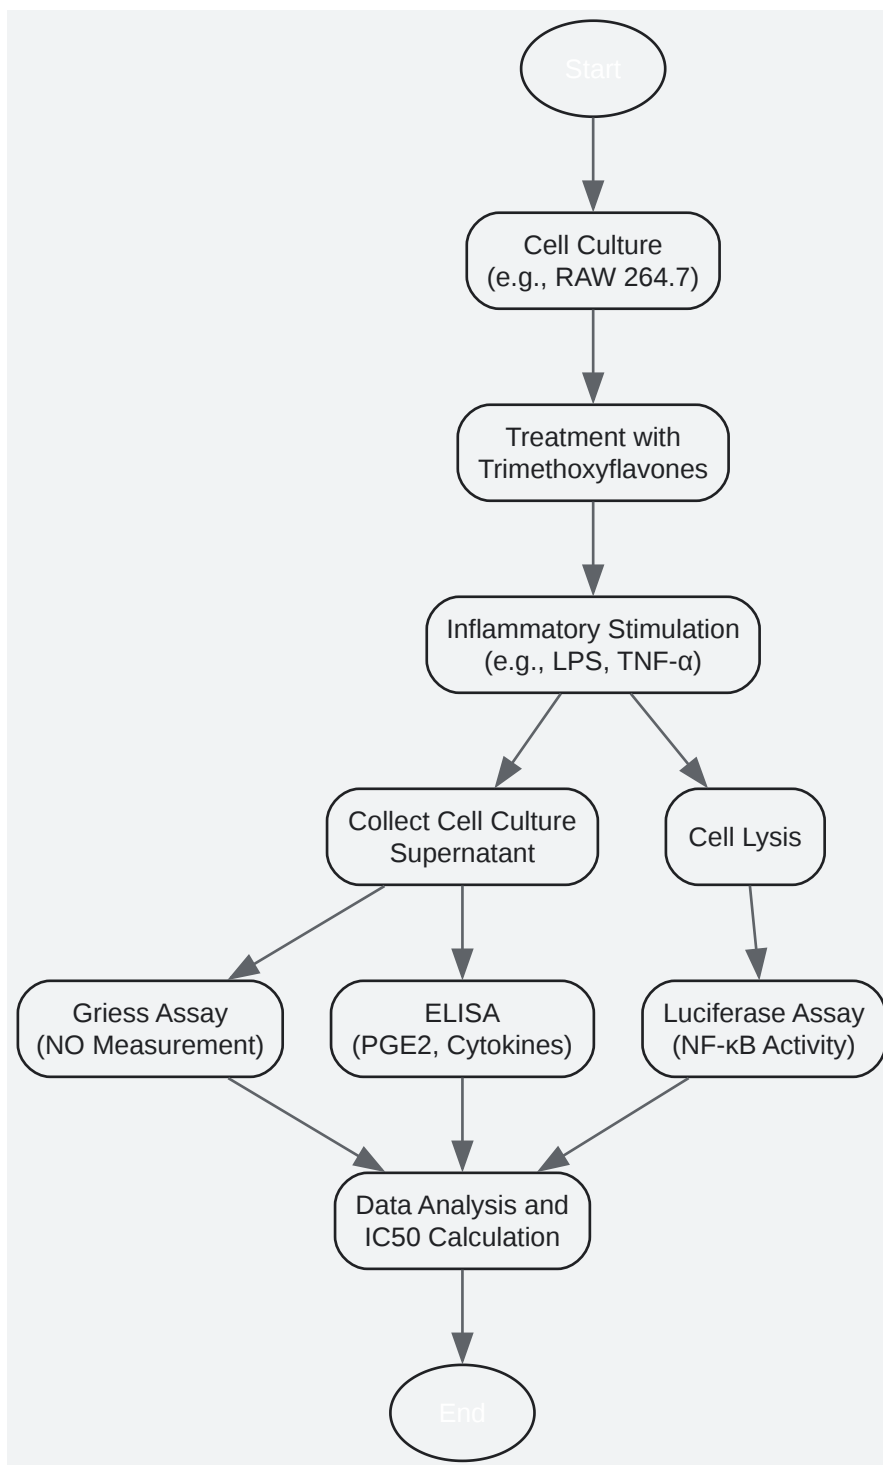 Start
Cell Culture
(e.g., RAW 264.7)
Treatment with
Trimethoxyflavones
Inflammatory Stimulation
(e.g., LPS, TNF-α)
Collect Cell Culture
Supernatant
Cell Lysis
Griess Assay
(NO Measurement)
ELISA
(PGE2, Cytokines)
Luciferase Assay
(NF-κB Activity)
Data Analysis and
IC50 Calculation
End